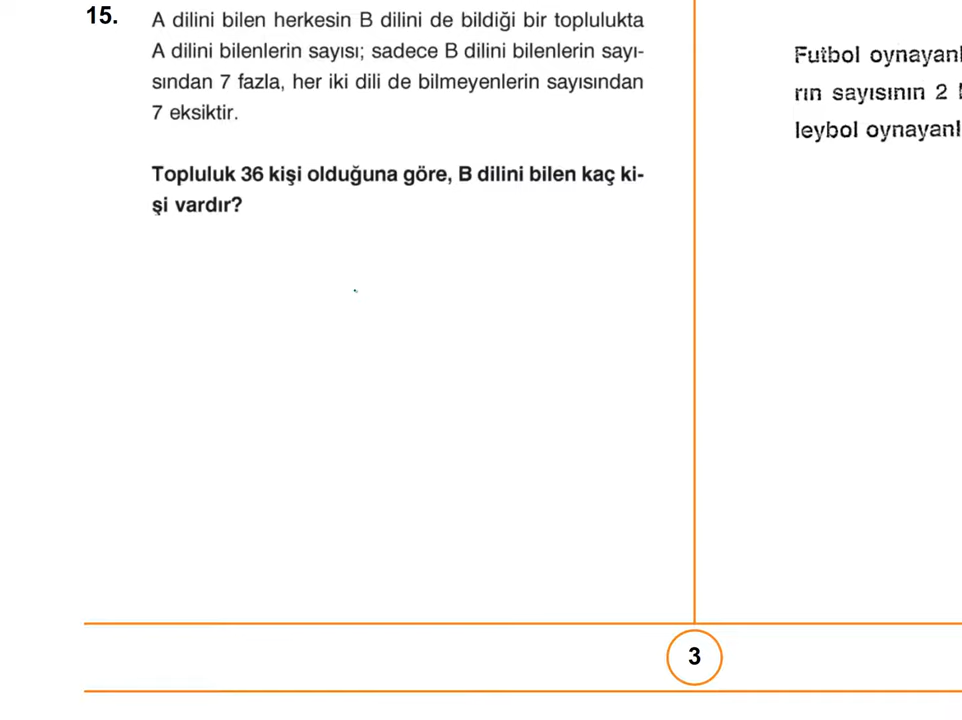 15.
A dilini bilen herkesin B dilini de bildiği bir toplulukta
A dilini bilenlerin sayısı; sadece B dilini bilenlerin sayı-
sından 7 fazla, her iki dili de bilmeyenlerin sayısından
7 eksiktir.
Topluluk 36 kişi olduğuna göre, B dilini bilen kaç ki-
şi vardır?
Futbol oynayanl
rın sayısının 2
leybol oynayanl
3